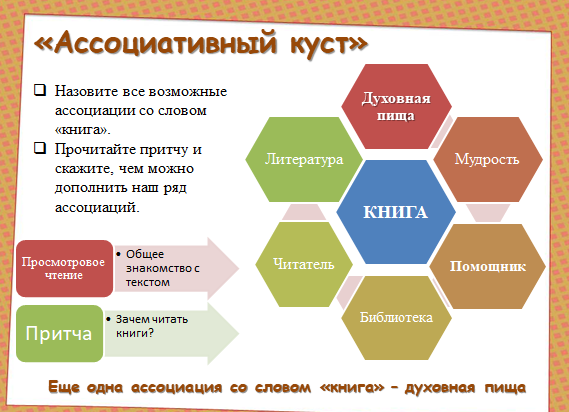 «Ассоциативный куст»
❑ Назовите все возможные
ассоциации со словом
«книга».
❑ Прочитайте притчу и
скажите, чем можно
дополнить наш ряд
ассоциаций.
Духовная
пища
Литература
Мудрость
КНИГА
Читатель
Помощник
Библиотека
Просмотровое
чтение
• Общее
знакомство с
текстом
Притча
• Зачем читать
книги?
Еще одна ассоциация со словом «книга» - духовная пища